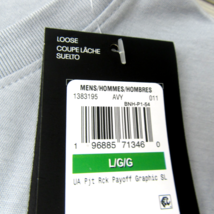 LOOSE
COUPE LÂCHE
SUELTO
MENS/HOMMES/HOMBRES
1383195 AVY 011
BNH-P1-54
1 96885 71346 0
L/G/G
UA Pjt Rck Payoff Graphic SL